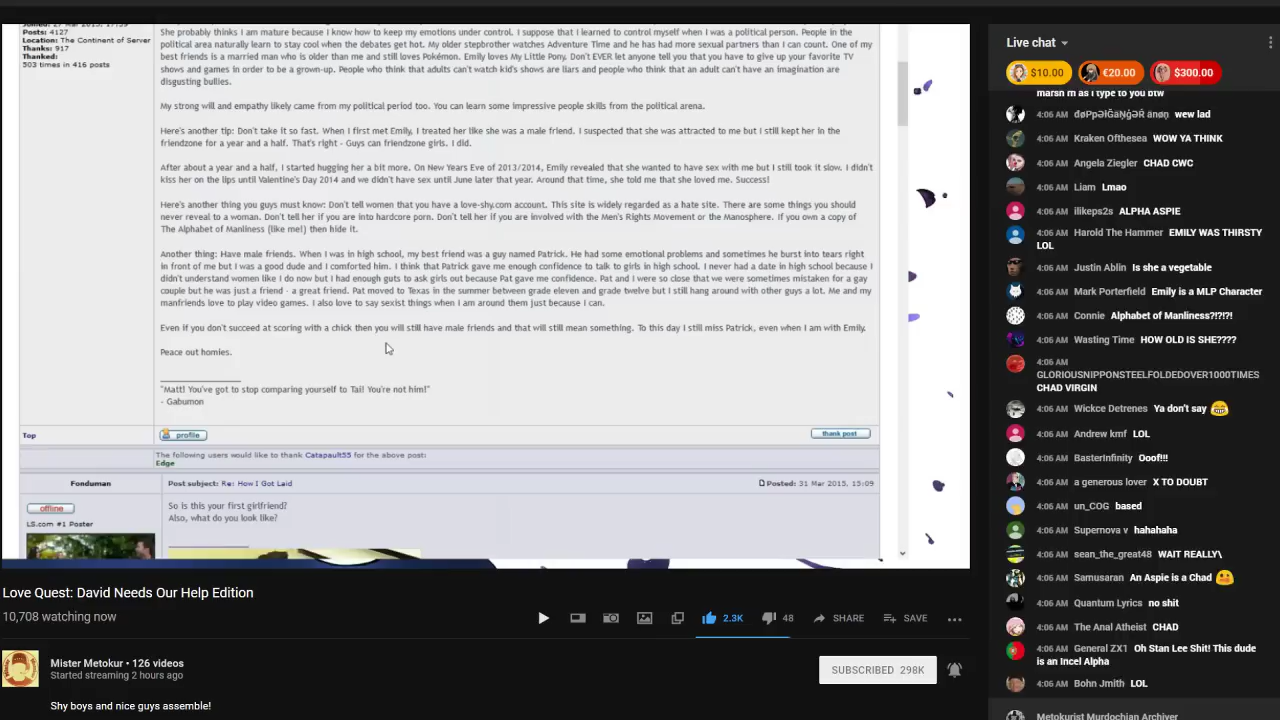 Joined: 27 Mar 2015, 17:39
Posts: 4127
Location: The Continent of Server
Thanks: 917
Thanked:
503 times in 416 posts
She probably thinks I am mature because I know how to keep my emotions under control. I suppose that I learned to control myself when I was a political person. People in the
political area naturally learn to stay cool when the debates get hot. My older stepbrother watches Adventure Time and he has had more sexual partners than I can count. One of my
best friends is a married man who is older than me and still loves Pokémon. Emily loves My Little Pony. Don't EVER let anyone tell you that you have to give up your favorite TV
shows and games in order to be a grown-up. People who think that adults can't watch kid's shows are liars and people who think that an adult can't have an imagination are
disgusting bullies.
My strong will and empathy likely came from my political period too. You can learn some impressive people skills from the political arena.
Here's another tip: Don't take it so fast. When I first met Emily, I treated her like she was a male friend. I suspected that she was attracted to me but I still kept her in the
friendzone for a year and a half. That's right - Guys can friendzone girls. I did.
After about a year and a half, I started hugging her a bit more. On New Years Eve of 2013/2014, Emily revealed that she wanted to have sex with me but I still took it slow. I didn't
kiss her on the lips until Valentine's Day 2014 and we didn't have sex until June later that year. Around that time, she told me that she loved me. Success!
Here's another thing you guys must know: Don't tell women that you have a love-shy.com account. This site is widely regarded as a hate site. There are some things you should
never reveal to a woman. Don't tell her if you are into hardcore porn. Don't tell her if you are involved with the Men's Rights Movement or the Manosphere. If you own a copy of
The Alphabet of Manliness (like me!) then hide it.
Another thing: Have male friends. When I was in high school, my best friend was a guy named Patrick. He had some emotional problems and sometimes he burst into tears right
in front of me but I was a good dude and I comforted him. I think that Patrick gave me enough confidence to talk to girls in high school. I never had a date in high school because I
didn't understand women like I do now but I had enough guts to ask girls out because Pat gave me confidence. Pat and I were so close that we were sometimes mistaken for a gay
couple but he was just a friend - a great friend. Pat moved to Texas in the summer between grade eleven and grade twelve but I still hang around with other guys a lot. Me and my
manfriends love to play video games. I also love to say sexist things when I am around them just because I can.
Even if you don't succeed at scoring with a chick then you will still have male friends and that will still mean something. To this day I still miss Patrick, even when I am with Emily.
Peace out homies.
"Matt! You've got to stop comparing yourself to Tai! You're not him!"
- Gabumon
Top
profile
thank post
The following users would like to thank Catapault55 for the above post:
Edge
Fonduman
Post subject: Re: How I Got Laid
Posted: 31 Mar 2015, 15:09
offline
LS.com #1 Poster
So is this your first girlfriend?
Also, what do you look like?
Love Quest: David Needs Our Help Edition
10,708 watching now
2.3K
48
SHARE
SAVE
Mister Metokur • 126 videos
Started streaming 2 hours ago
SUBSCRIBED 298K
Shy boys and nice guys assemble!
Live chat
$10.00
€20.00
$300.00
marsh m as I type to you btw
4:06 AM đøPpƏlĞäŅģƏŘ änøŋ wew lad
4:06 AM Kraken Ofthesea WOW YA THINK
4:06 AM Angela Ziegler CHAD CWC
4:06 AM Liam Lmao
4:06 AM ilikeps2s ALPHA ASPIE
4:06 AM Harold The Hammer EMILY WAS THIRSTY
LOL
4:06 AM Justin Ablin Is she a vegetable
4:06 AM Mark Porterfield Emily is a MLP Character
4:06 AM Connie Alphabet of Manliness?!?!?!
4:06 AM Wasting Time HOW OLD IS SHE????
4:06 AM
GLORIOUSNIPPONSTEELFOLDEDOVER1000TIMES
CHAD VIRGIN
4:06 AM Wickce Detrenes Ya don't say 😂
4:06 AM Andrew kmf LOL
4:06 AM BasterInfinity Ooof!!!
4:06 AM a generous lover X TO DOUBT
4:06 AM un_COG based
4:06 AM Supernova v hahahaha
4:06 AM sean_the_great48 WAIT REALLY\
4:06 AM Samusaran An Aspie is a Chad
4:06 AM Quantum Lyrics no shit
4:06 AM The Anal Atheist CHAD
4:06 AM General ZX1 Oh Stan Lee Shit! This dude
is an Incel Alpha
4:06 AM Bohn Jmith LOL
Metokurist Murdochian Archiver